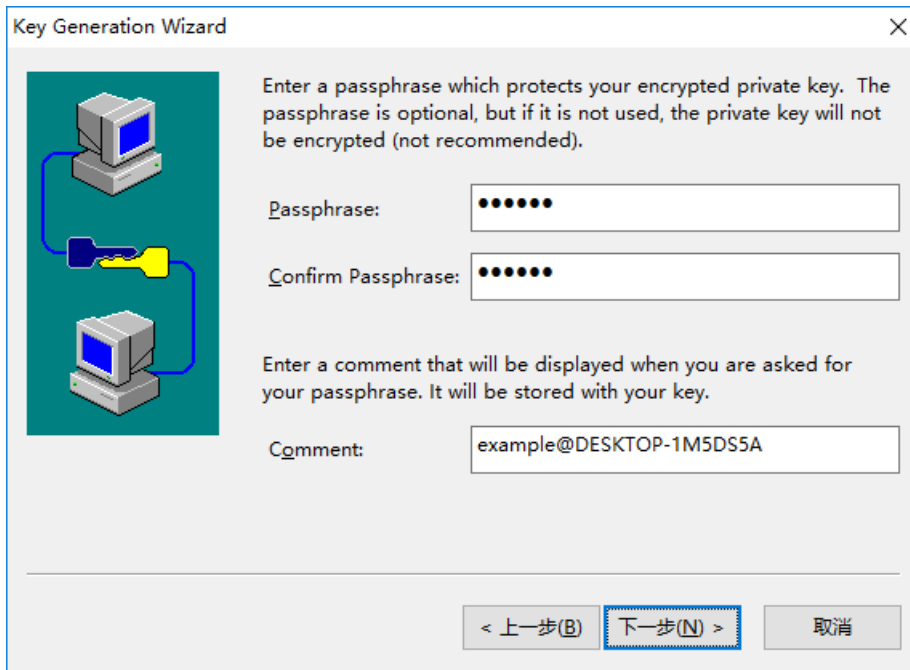 Key Generation Wizard
Enter a passphrase which protects your encrypted private key. The
passphrase is optional, but if it is not used, the private key will not
be encrypted (not recommended).
Passphrase: ●●●●●●
Confirm Passphrase: ●●●●●●
Enter a comment that will be displayed when you are asked for
your passphrase. It will be stored with your key.
Comment: example@DESKTOP-1M5DS5A
< 上一步(B) 下一步(N) > 取消